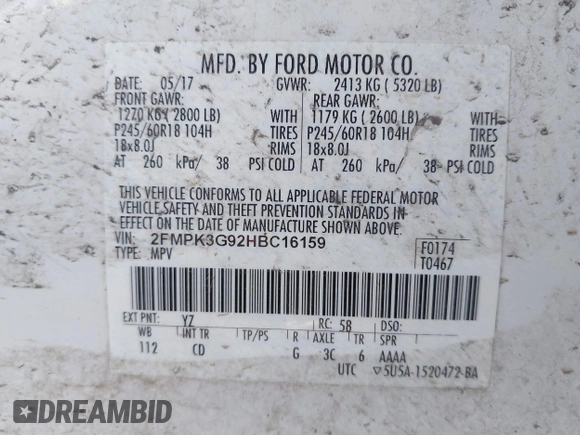 MFD. BY FORD MOTOR CO.
DATE: 05/17 GVWR: 2413 KG ( 5320 LB)
FRONT GAWR: REAR GAWR:
1270 KG ( 2800 LB) WITH 1179 KG ( 2600 LB) WITH
P245/60R18 104H TIRES P245/60R18 104H TIRES
18x8.0J RIMS 18x8.0J RIMS
AT 260 kPa/ 38 PSI COLD AT 260 kPa/ 38 PSI COLD
THIS VEHICLE CONFORMS TO ALL APPLICABLE FEDERAL MOTOR
VEHICLE SAFETY AND THEFT PREVENTION STANDARDS IN
EFFECT ON THE DATE OF MANUFACTURE SHOWN ABOVE.
VIN: 2FMPK3G92HBC16159 F0174
TYPE: MPV T0467
EXT PNT: YZ RC: 58 DSO:
WB INT TR TP/PS R AXLE TR SPR
112 CD G 3C 6 AAAA
UTC ▽5U5A-1520472-BA
DREAMBID